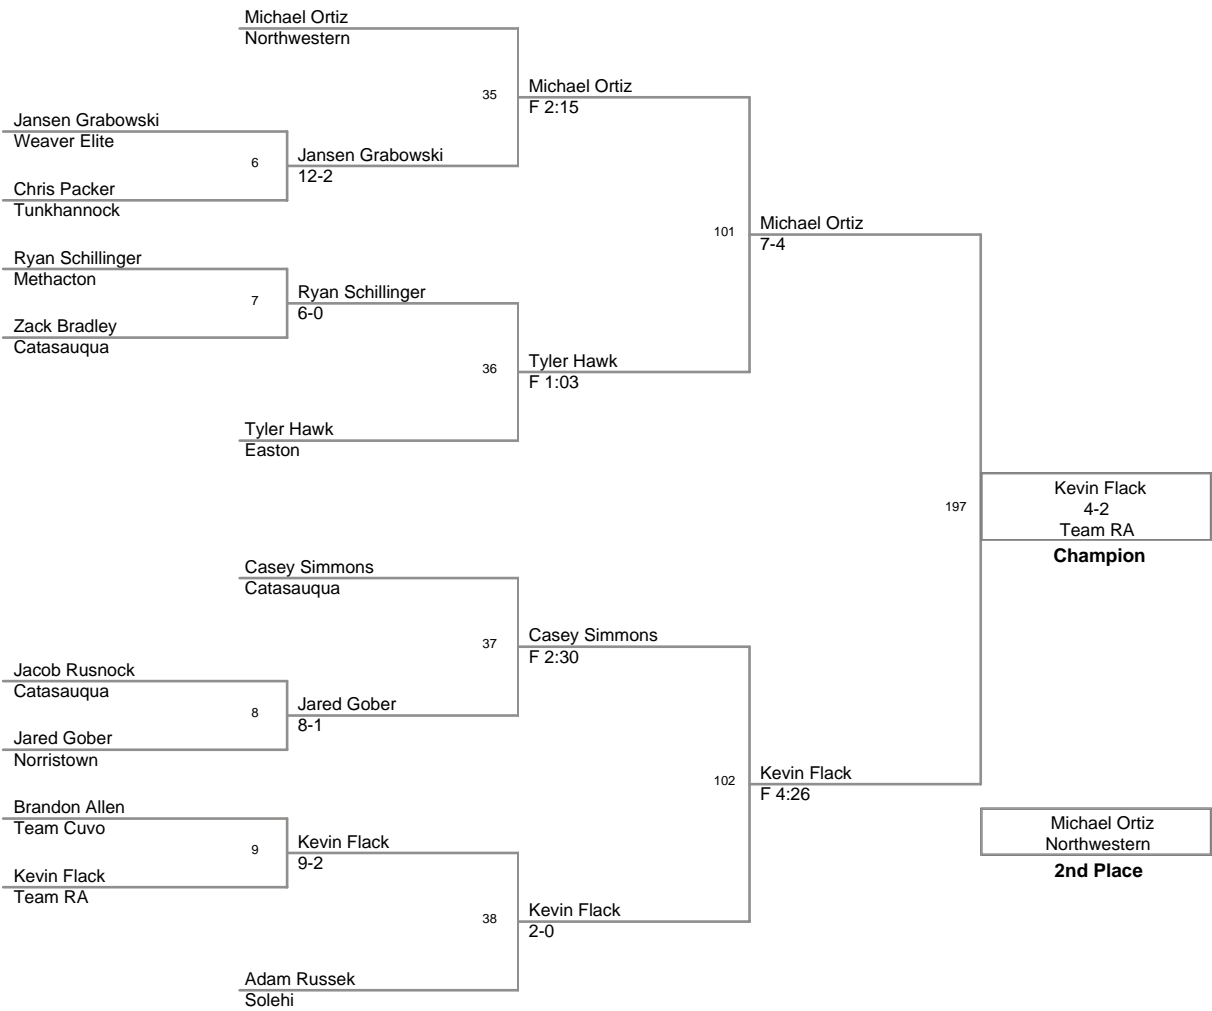 Michael Ortiz
Northwestern
35
Michael Ortiz
F 2:15
Jansen Grabowski
Weaver Elite
6
Jansen Grabowski
12-2
Chris Packer
Tunkhannock
101
Michael Ortiz
7-4
Ryan Schillinger
Methacton
7
Ryan Schillinger
6-0
Zack Bradley
Catasauqua
36
Tyler Hawk
F 1:03
Tyler Hawk
Easton
197
Kevin Flack
4-2
Team RA
Champion
Casey Simmons
Catasauqua
37
Casey Simmons
F 2:30
Jacob Rusnock
Catasauqua
8
Jared Gober
8-1
Jared Gober
Norristown
102
Kevin Flack
F 4:26
Brandon Allen
Team Cuvo
9
Kevin Flack
9-2
Kevin Flack
Team RA
38
Kevin Flack
2-0
Adam Russek
Solehi
Michael Ortiz
Northwestern
2nd Place